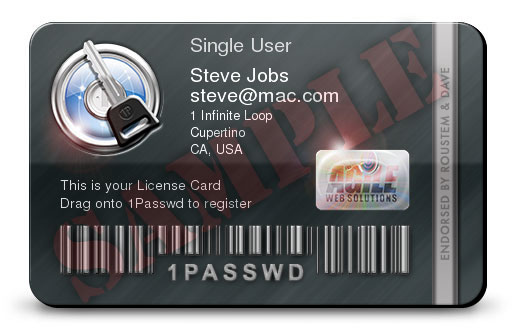 Single User
Steve Jobs
steve@mac.com
1 Infinite Loop
Cupertino
CA, USA
This is your License Card
Drag onto 1Passwd to register
AGILE
WEB SOLUTIONS
1PASSWD
SAMPLE
ENDORSED BY ROUSTEM & DAVE